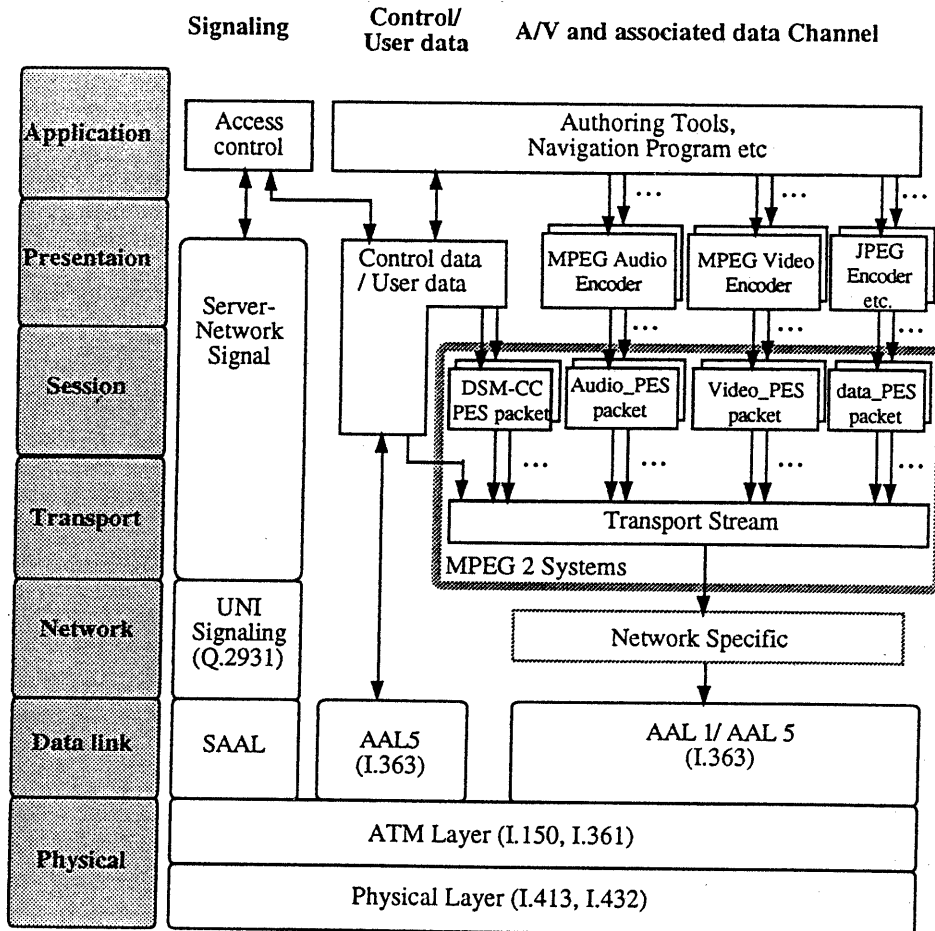 Signaling
Control/
User data
A/V and associated data Channel
Application
Access
control
Authoring Tools,
Navigation Program etc
...
...
...
Presentaion
Server-
Network
Signal
Control data
/ User data
MPEG Audio
Encoder
MPEG Video
Encoder
JPEG
Encoder
etc.
...
...
...
Session
DSM-CC
PES packet
Audio_PES
packet
Video_PES
packet
data_PES
packet
...
...
...
...
Transport
Transport Stream
MPEG 2 Systems
Network
UNI
Signaling
(Q.2931)
Network Specific
Data link
SAAL
AAL5
(I.363)
AAL 1/ AAL 5
(I.363)
Physical
ATM Layer (I.150, I.361)
Physical Layer (I.413, I.432)